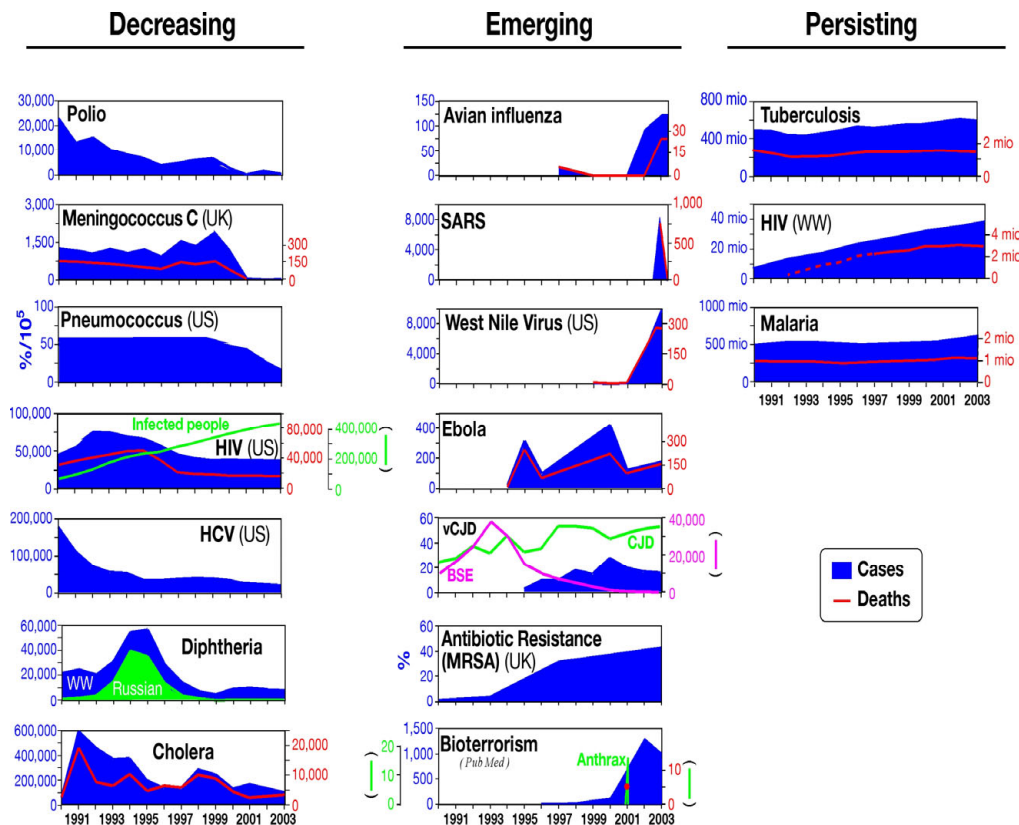 Decreasing
Emerging
Persisting
30,000
20,000
10,000
0
Polio
3,000
1,500
0
Meningococcus C (UK)
300
150
0
100
50
0
%/10⁵
Pneumococcus (US)
100,000
50,000
0
Infected people
HIV (US)
80,000
40,000
0
400,000
200,000
0
( )
200,000
100,000
0
HCV (US)
60,000
40,000
20,000
0
Diphtheria
WW
Russian
600,000
400,000
200,000
0
Cholera
20,000
10,000
0
1991 1993 1995 1997 1999 2001 2003
150
100
50
25
0
Avian influenza
30
15
0
8,000
4,000
0
SARS
1,000
750
500
0
8,000
4,000
0
West Nile Virus (US)
300
150
0
400
200
0
Ebola
300
150
0
60
40
20
0
vCJD
BSE
CJD
40,000
20,000
0
( )
60
40
20
0
%
Antibiotic Resistance
(MRSA) (UK)
20
10
0
( )
1,500
1,000
500
0
Bioterrorism
(Pub Med)
Anthrax
10
0
( )
1991 1993 1995 1997 1999 2001 2003
800 mio
400 mio
0
Tuberculosis
2 mio
0
40 mio
20 mio
0
HIV (WW)
4 mio
2 mio
0
1000 mio
500 mio
0
Malaria
2 mio
1 mio
0
1991 1993 1995 1997 1999 2001 2003
Cases
Deaths